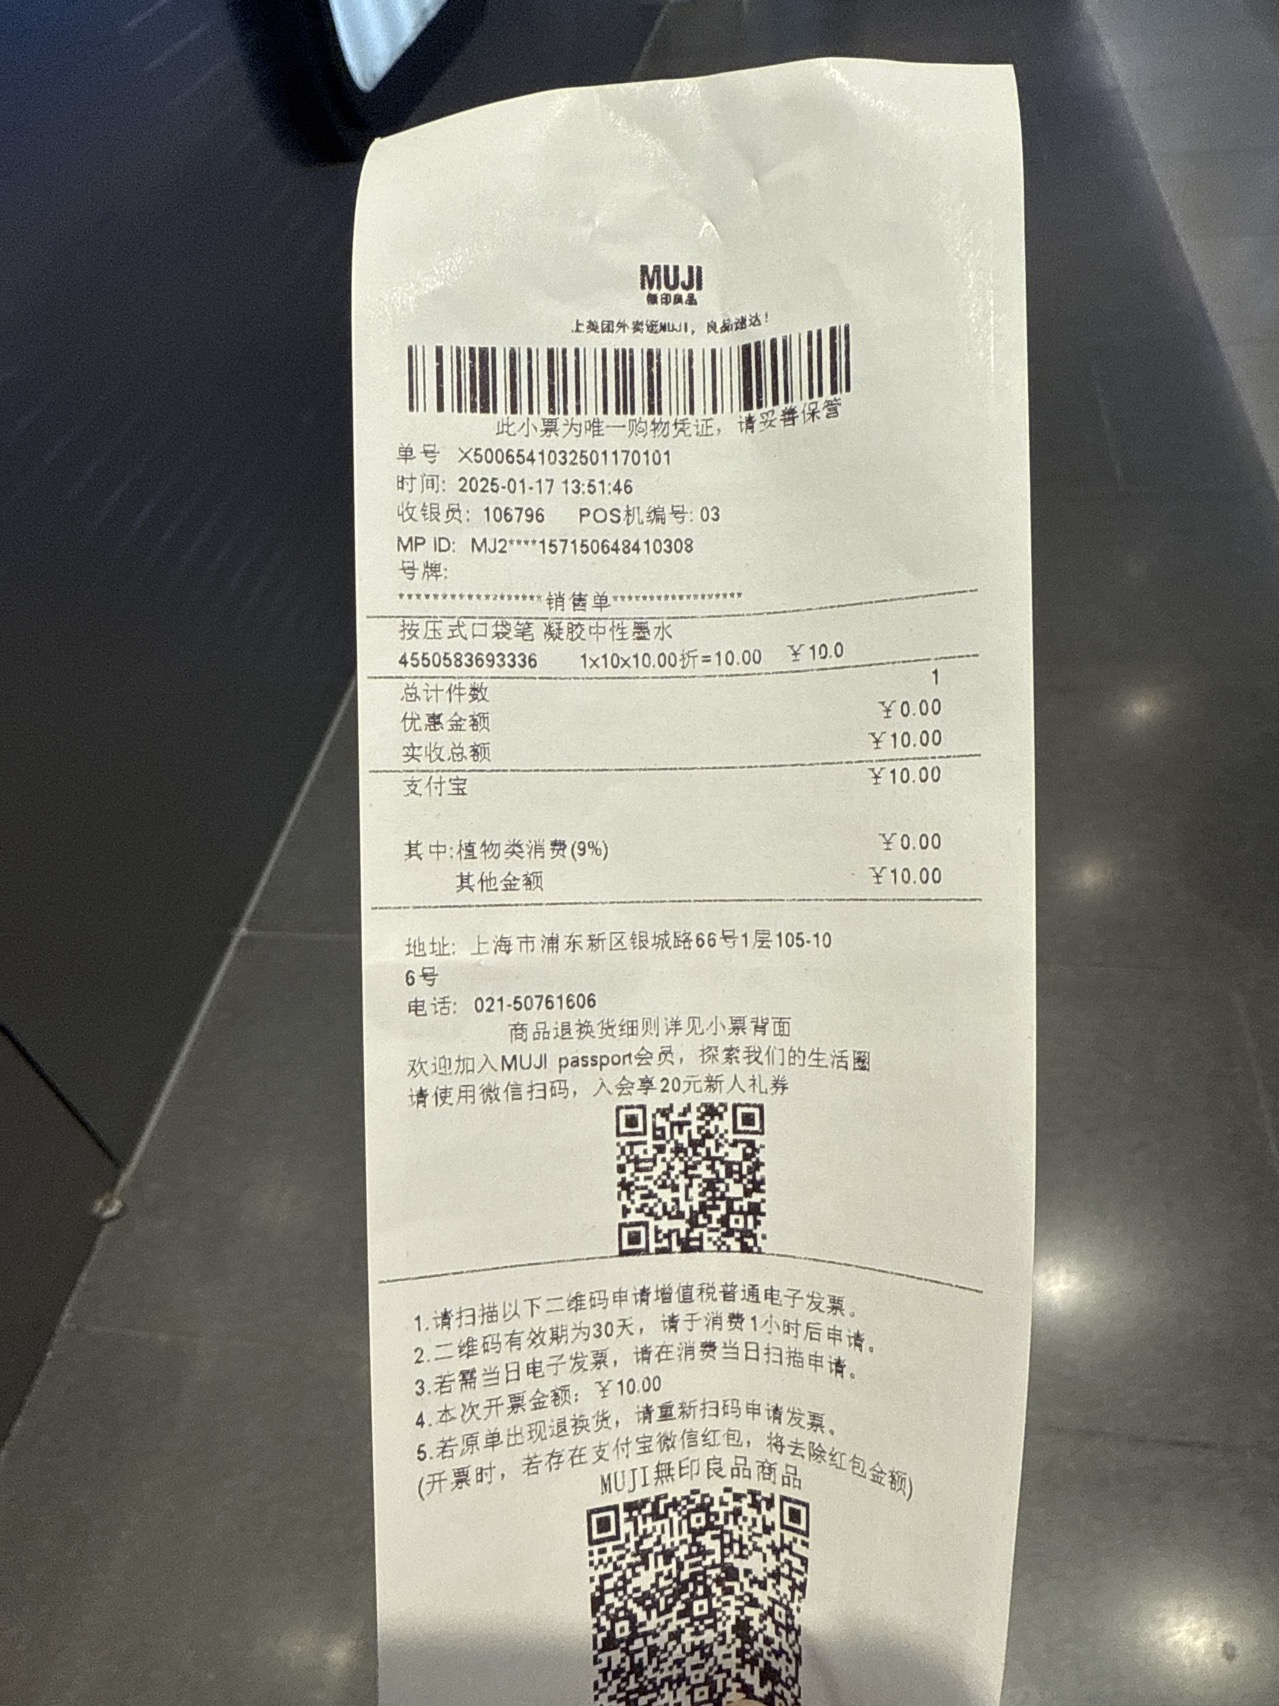 MUJI
無印良品
上美团外卖逛MUJI，良品速达！
此小票为唯一购物凭证，请妥善保管
单号 X5006541032501170101
时间: 2025-01-17 13:51:46
收银员: 106796 POS机编号: 03
MP ID: MJ2****157150648410308
号牌:
******************销售单*****************
按压式口袋笔 凝胶中性墨水
4550583693336 1x10x10.00折=10.00 ￥10.0
总计件数 1
优惠金额 ￥0.00
实收总额 ￥10.00
支付宝 ￥10.00
其中:植物类消费(9%) ￥0.00
其他金额 ￥10.00
地址: 上海市浦东新区银城路66号1层105-10
6号
电话: 021-50761606
商品退换货细则详见小票背面
欢迎加入MUJI passport会员，探索我们的生活圈
请使用微信扫码，入会享20元新人礼券
1.请扫描以下二维码申请增值税普通电子发票。
2.二维码有效期为30天，请于消费1小时后申请。
3.若需当日电子发票，请在消费当日扫描申请。
4.本次开票金额: ￥10.00
5.若原单出现退换货，请重新扫码申请发票。
(开票时，若存在支付宝微信红包，将去除红包金额)
MUJI無印良品商品